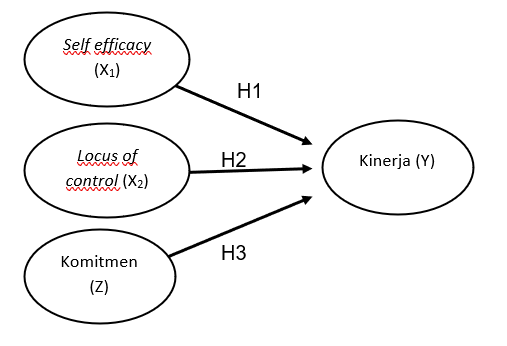 Self efficacy
(X₁)
H1
Locus of
control (X₂)
H2
Kinerja (Y)
Komitmen
(Z)
H3